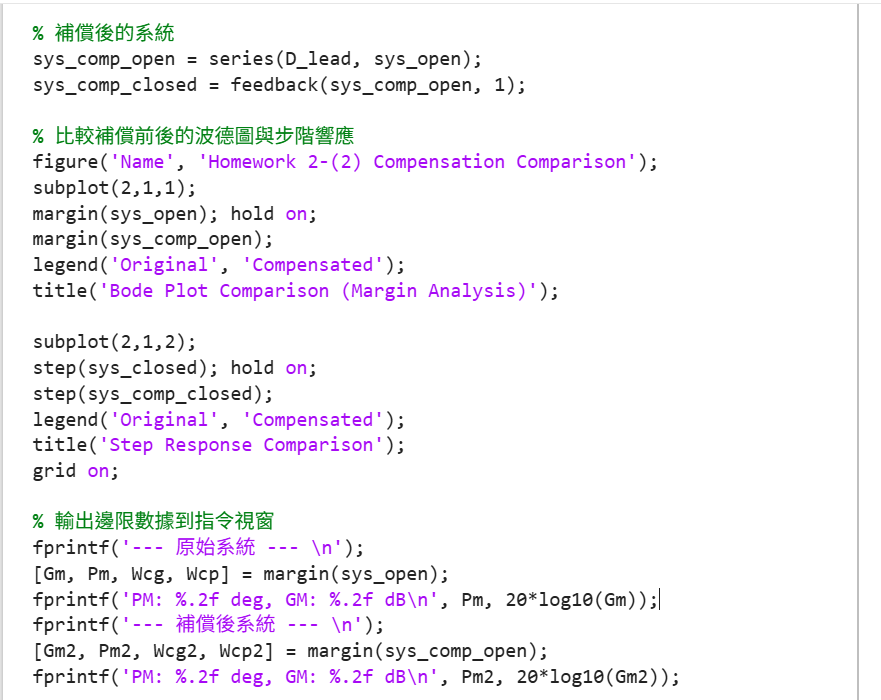 % 補償後的系統
sys_comp_open = series(D_lead, sys_open);
sys_comp_closed = feedback(sys_comp_open, 1);
% 比較補償前後的波德圖與步階響應
figure('Name', 'Homework 2-(2) Compensation Comparison');
subplot(2,1,1);
margin(sys_open); hold on;
margin(sys_comp_open);
legend('Original', 'Compensated');
title('Bode Plot Comparison (Margin Analysis)');
subplot(2,1,2);
step(sys_closed); hold on;
step(sys_comp_closed);
legend('Original', 'Compensated');
title('Step Response Comparison');
grid on;
% 輸出邊限數據到指令視窗
fprintf('--- 原始系統 --- \n');
[Gm, Pm, Wcg, Wcp] = margin(sys_open);
fprintf('PM: %.2f deg, GM: %.2f dB\n', Pm, 20*log10(Gm));
fprintf('--- 補償後系統 --- \n');
[Gm2, Pm2, Wcg2, Wcp2] = margin(sys_comp_open);
fprintf('PM: %.2f deg, GM: %.2f dB\n', Pm2, 20*log10(Gm2));